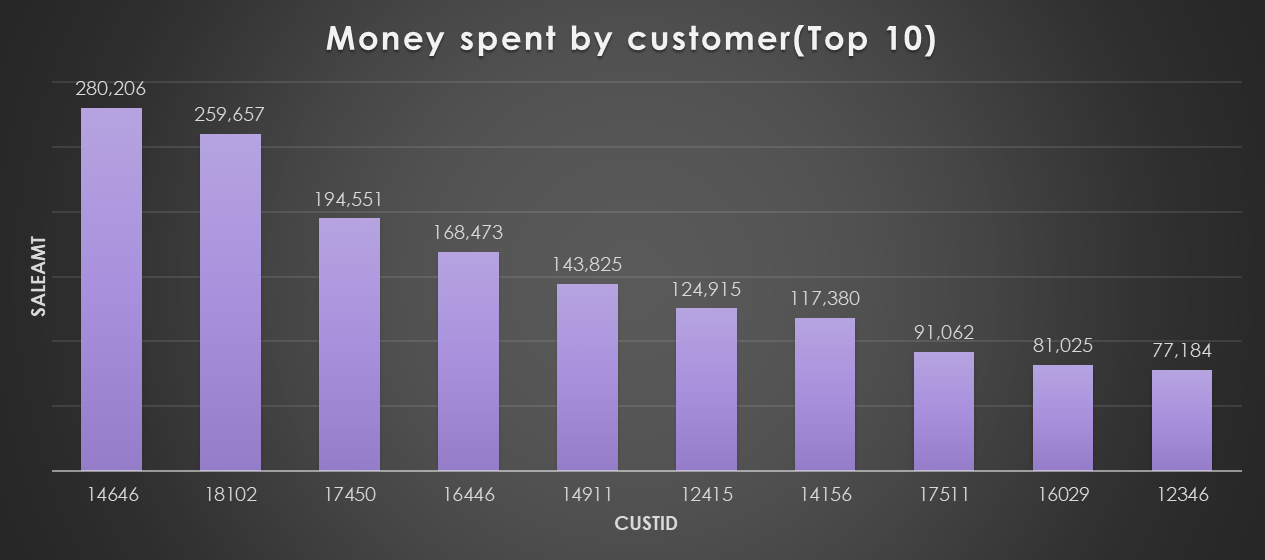 Money spent by customer(Top 10)
280,206
259,657
194,551
168,473
143,825
124,915
117,380
91,062
81,025
77,184
SALEAMT
14646 18102 17450 16446 14911 12415 14156 17511 16029 12346
CUSTID